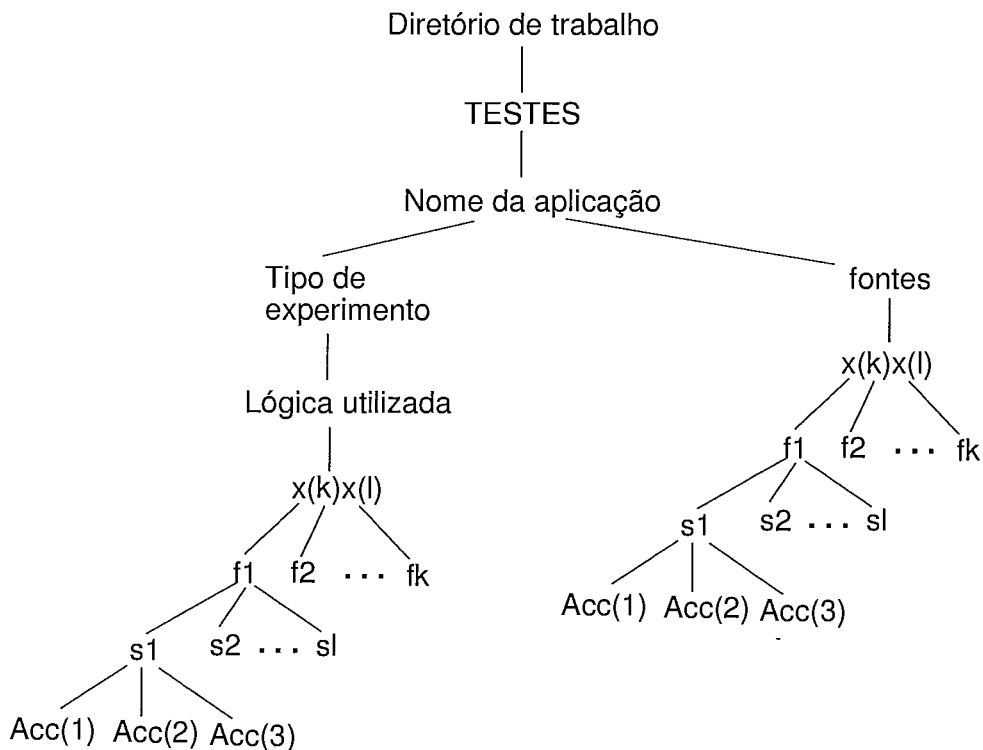 Diretório de trabalho
TESTES
Nome da aplicação
Tipo de
experimento
Lógica utilizada
x(k)x(l)
f1 f2 ... fk
s1 s2 ... sl
Acc(1) Acc(2) Acc(3)
fontes
x(k)x(l)
f1 f2 ... fk
s1 s2 ... sl
Acc(1) Acc(2) Acc(3)